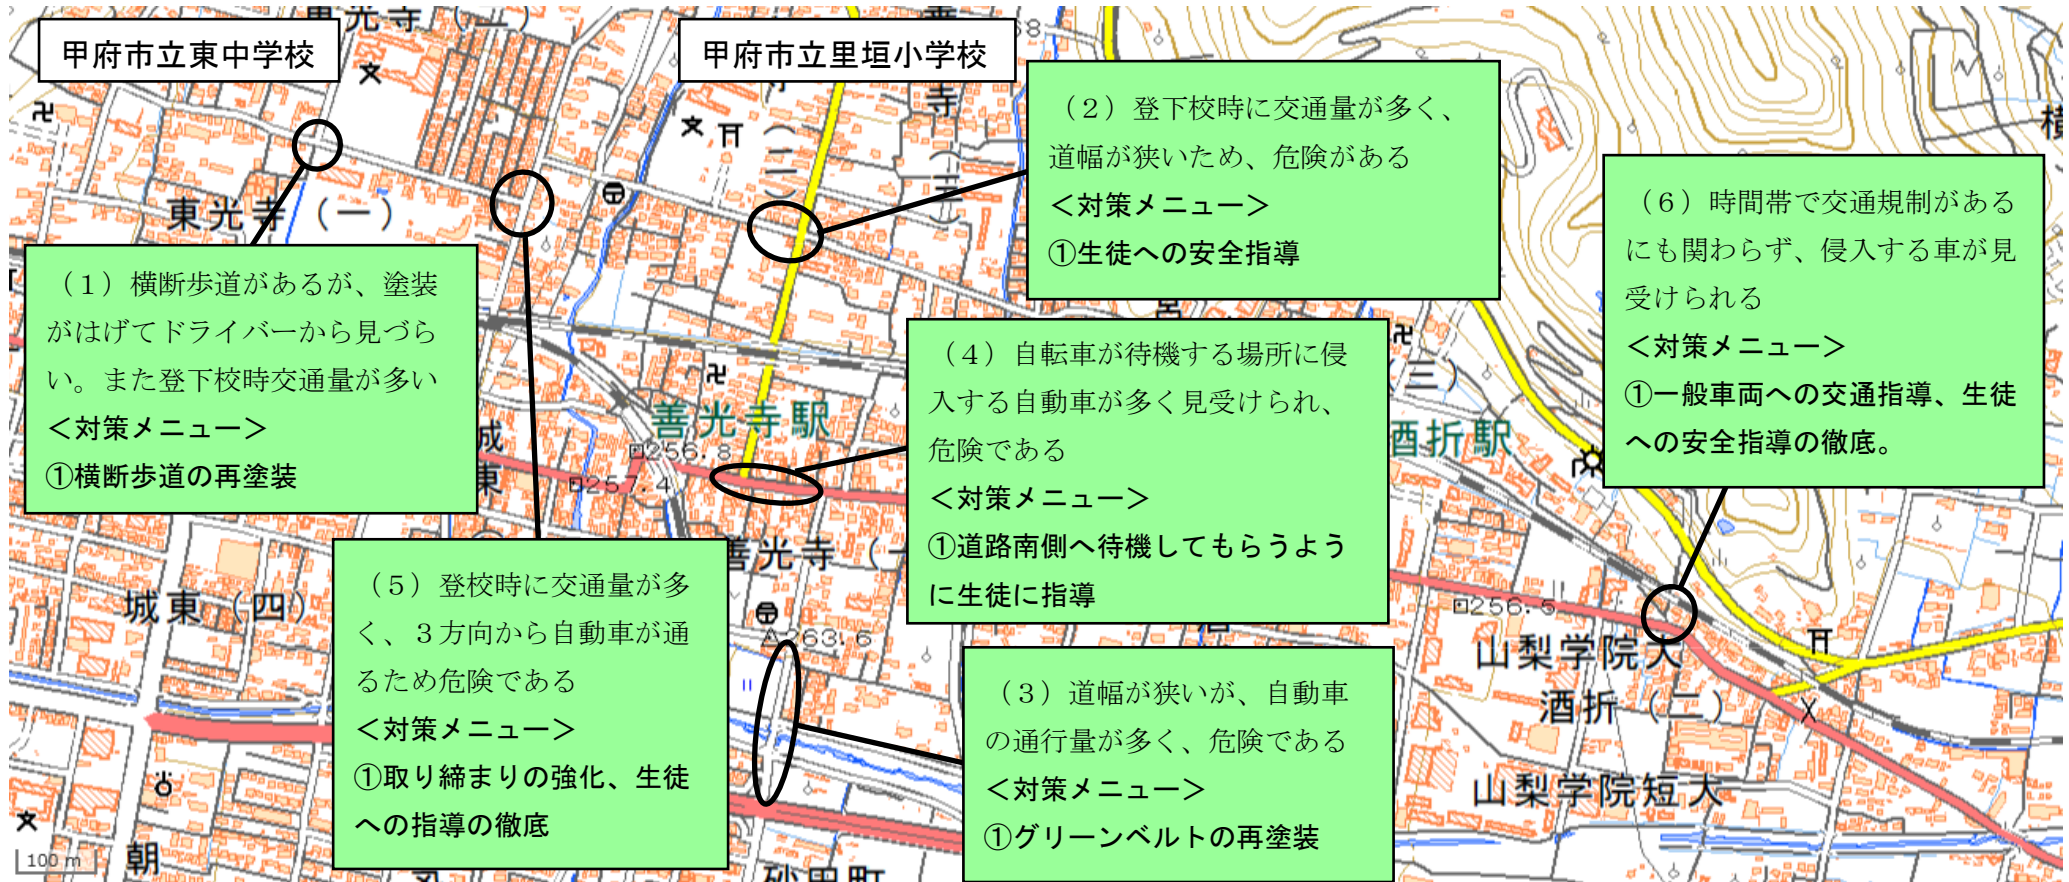 甲府市立東中学校
甲府市立里垣小学校
(1)横断歩道があるが、塗装
がはげてドライバーから見づら
い。また登下校時交通量が多い
<対策メニュー>
①横断歩道の再塗装
(2)登下校時に交通量が多く、
道幅が狭いため、危険がある
<対策メニュー>
①生徒への安全指導
(6)時間帯で交通規制がある
にも関わらず、侵入する車が見
受けられる
<対策メニュー>
①一般車両への交通指導、生徒
への安全指導の徹底。
(4)自転車が待機する場所に侵
入する自動車が多く見受けられ、
危険である
<対策メニュー>
①道路南側へ待機してもらうよう
に生徒に指導
(5)登校時に交通量が多
く、3方向から自動車が通
るため危険である
<対策メニュー>
①取り締まりの強化、生徒
への指導の徹底
(3)道幅が狭いが、自動車
の通行量が多く、危険である
<対策メニュー>
①グリーンベルトの再塗装
東光寺(一)
善光寺駅
酒折駅
256.8
257.4
城東
善光寺(一
城東(四)
263.6
256.5
山梨学院大
酒折(二)
山梨学院短大
砂田町
朝
100 m